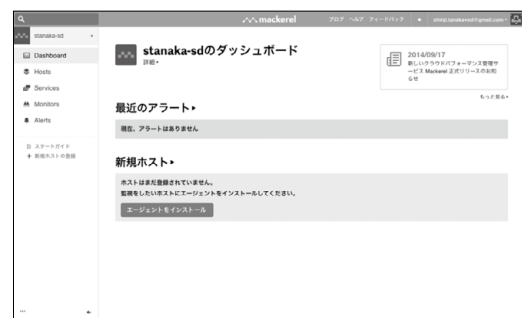 mackerel
ブログ ヘルプ フィードバック
stanaka-sd
Dashboard
Hosts
Services
Monitors
Alerts
スタートガイド
新規ホストの登録
stanaka-sdのダッシュボード
詳細
2014/09/17
新しいクラウドパフォーマンス管理サ
ービス Mackerel 正式リリースのお知
らせ
もっと見る
最近のアラート
現在、アラートはありません
新規ホスト
ホストはまだ登録されていません。
監視をしたいホストにエージェントをインストールしてください。
エージェントをインストール